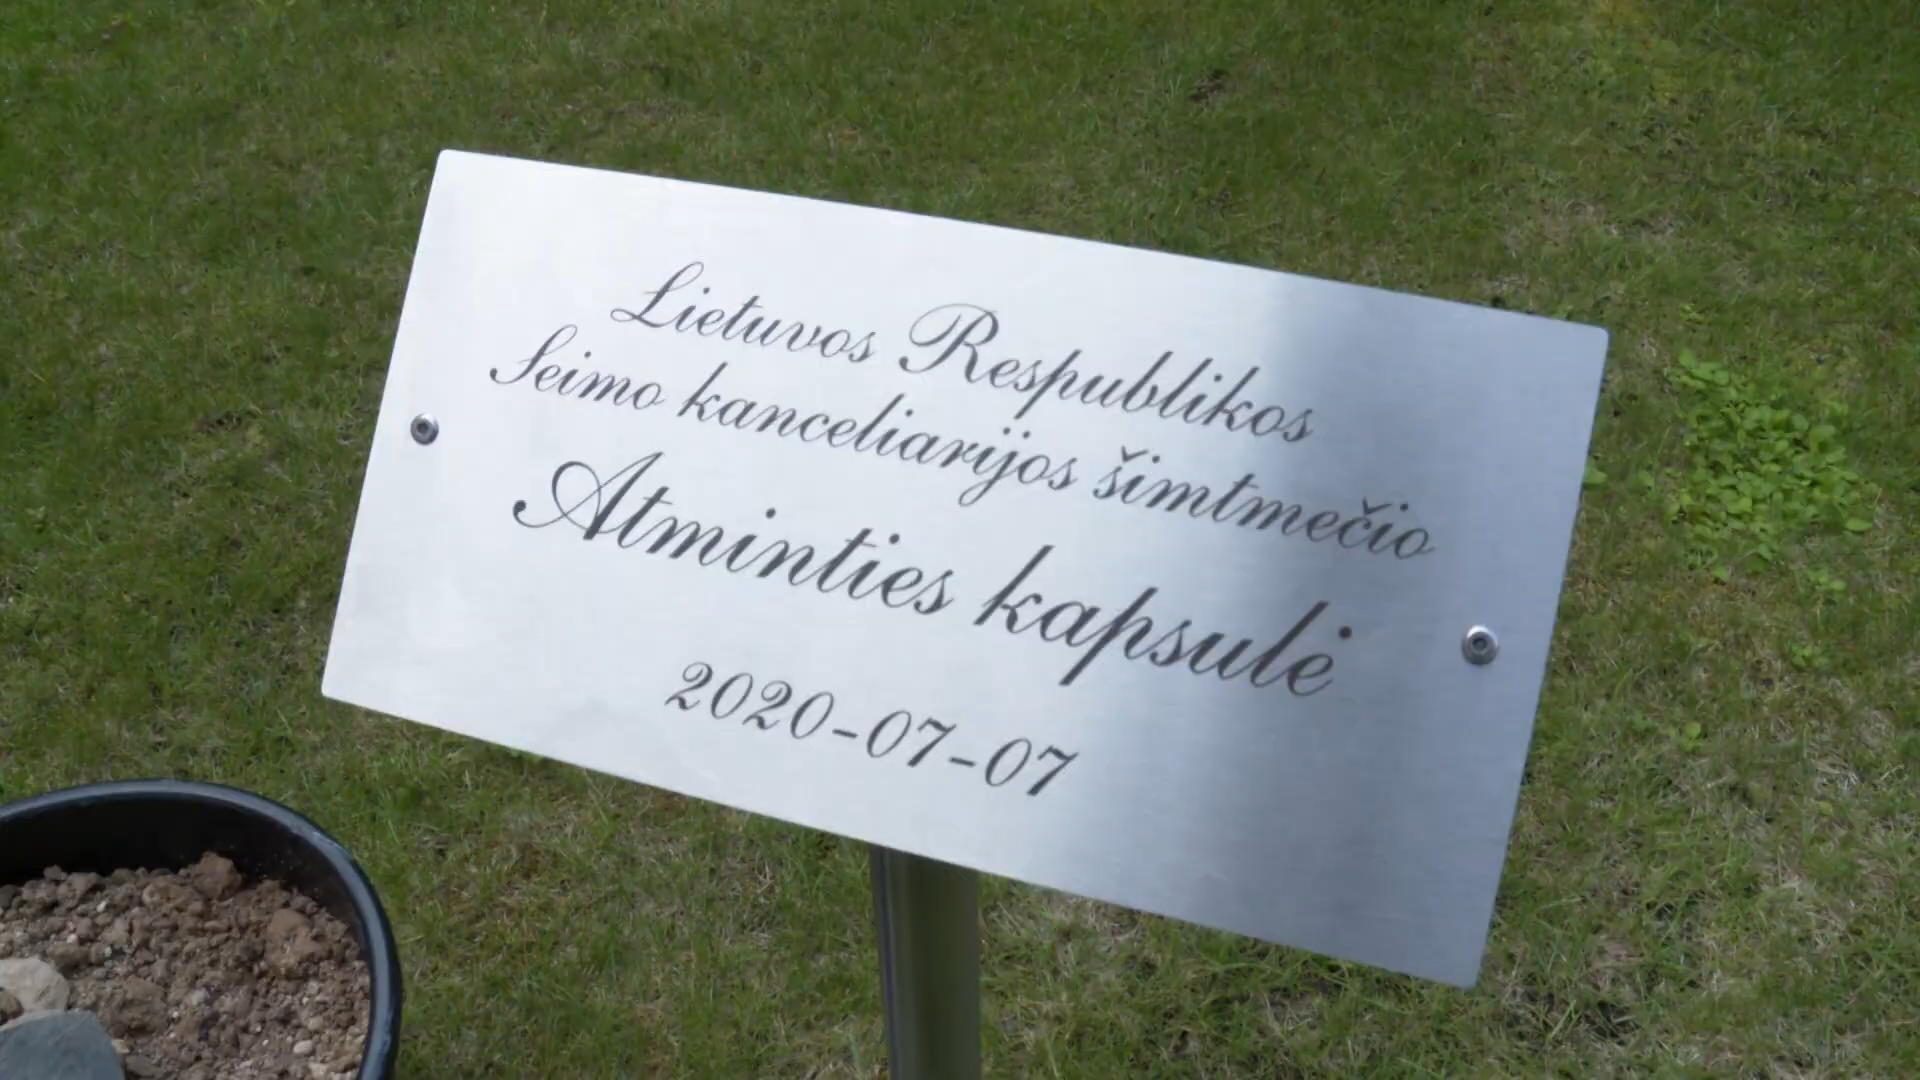 Lietuvos Respublikos
Seimo kanceliarijos šimtmečio
Atminties kapsulė
2020-07-07